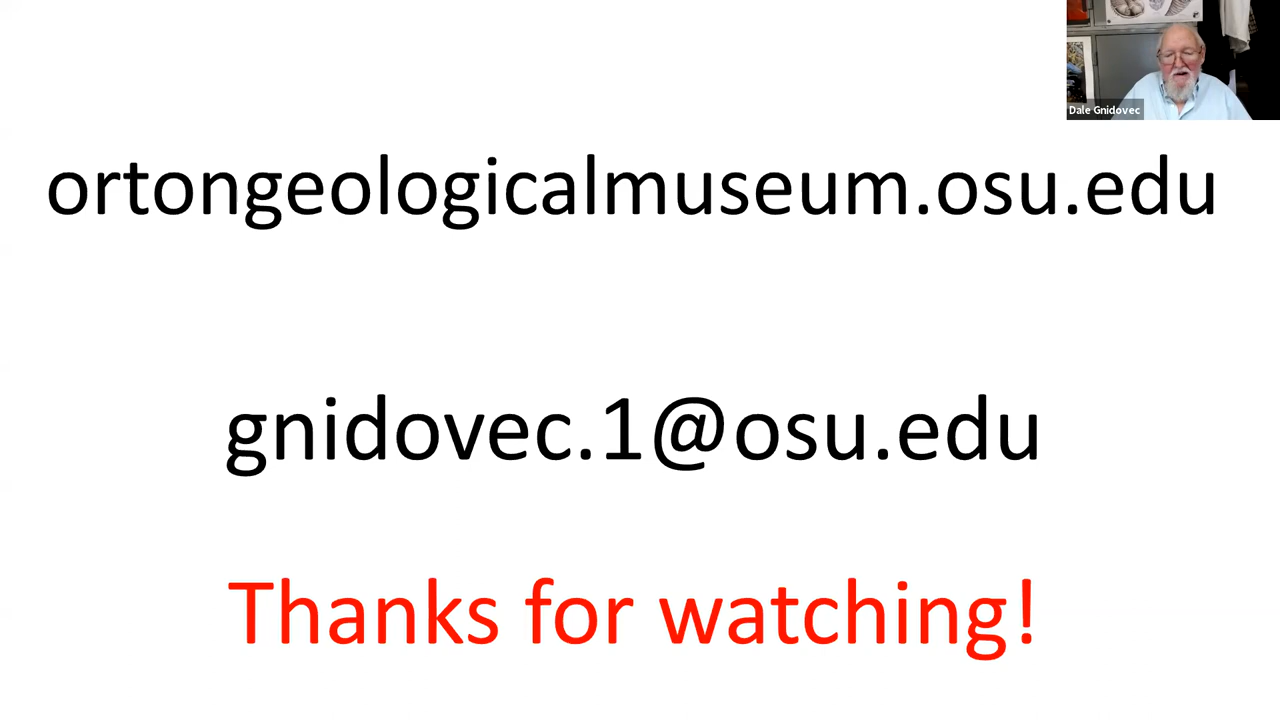 Dale Gnidovec
ortongeologicalmuseum.osu.edu
gnidovec.1@osu.edu
Thanks for watching!